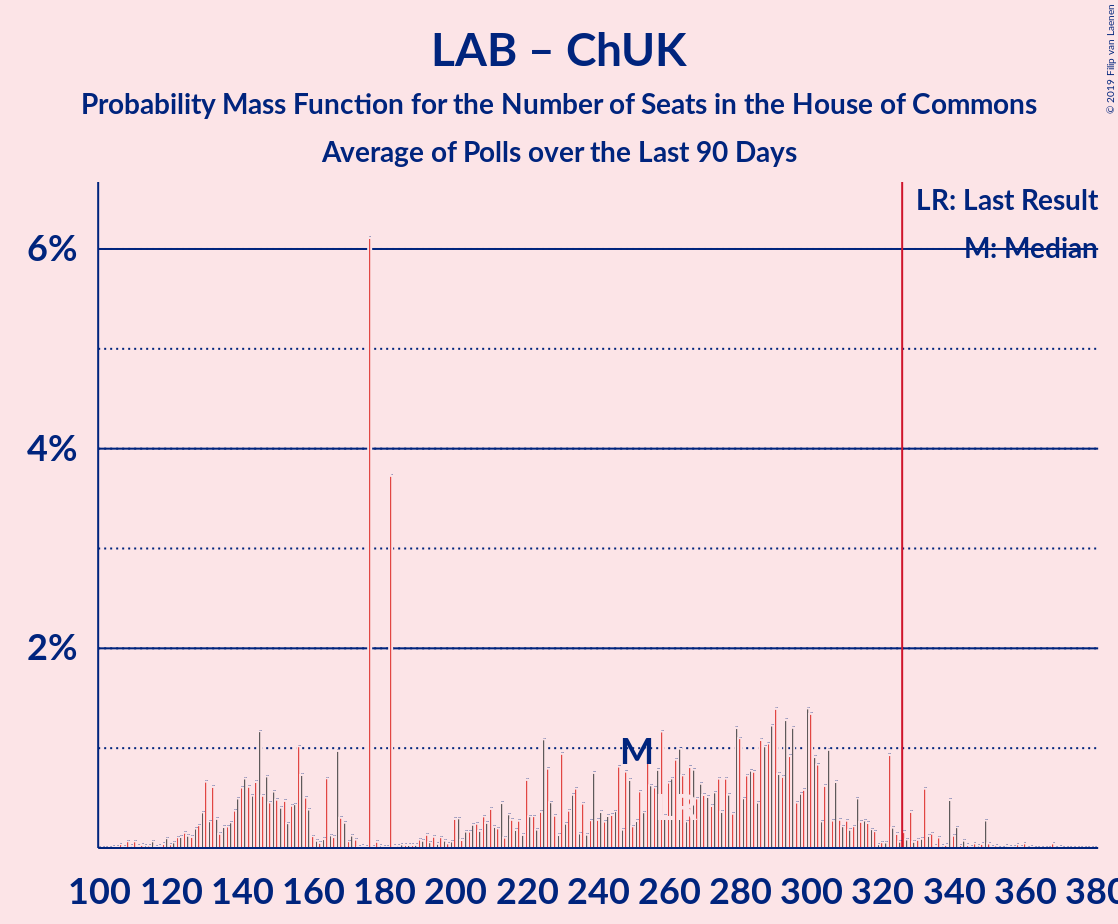 LAB – ChUK
Probability Mass Function for the Number of Seats in the House of Commons
Average of Polls over the Last 90 Days
© 2019 Filip van Laenen
LR: Last Result
M: Median
6%
4%
2%
M
LR
100 120 140 160 180 200 220 240 260 280 300 320 340 360 380